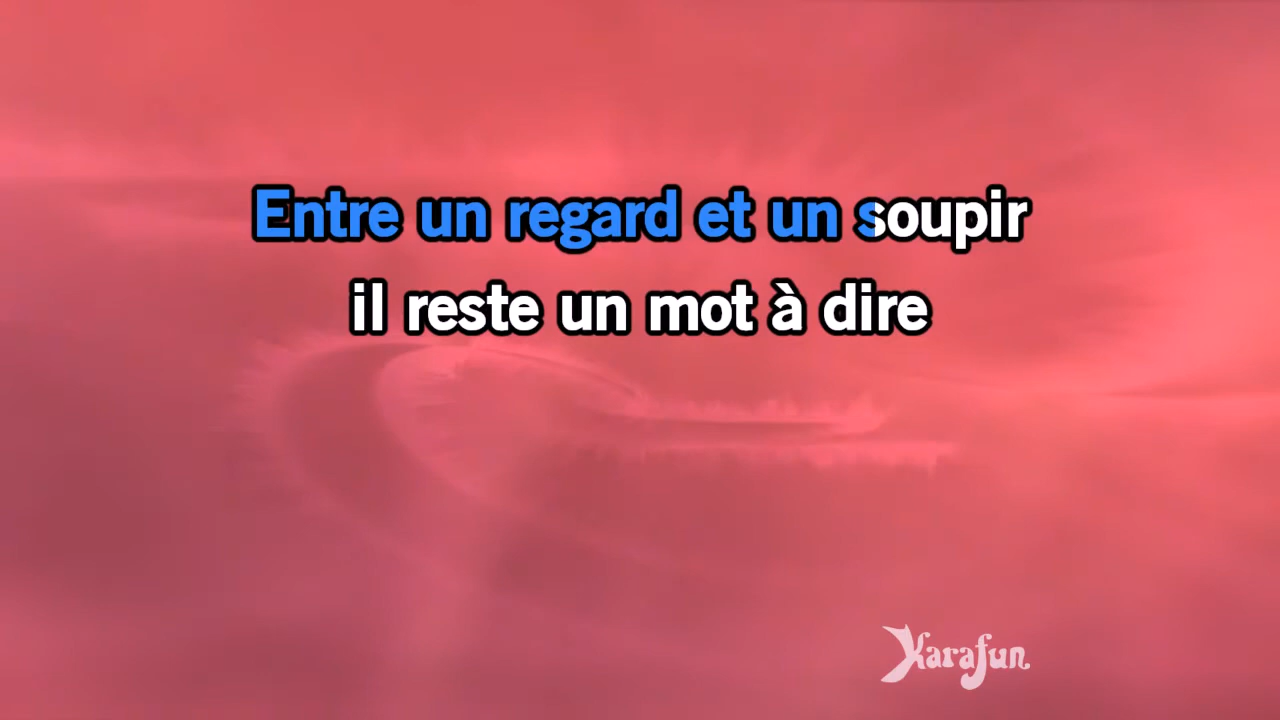 Entre un regard et un soupir
il reste un mot à dire
Karafun